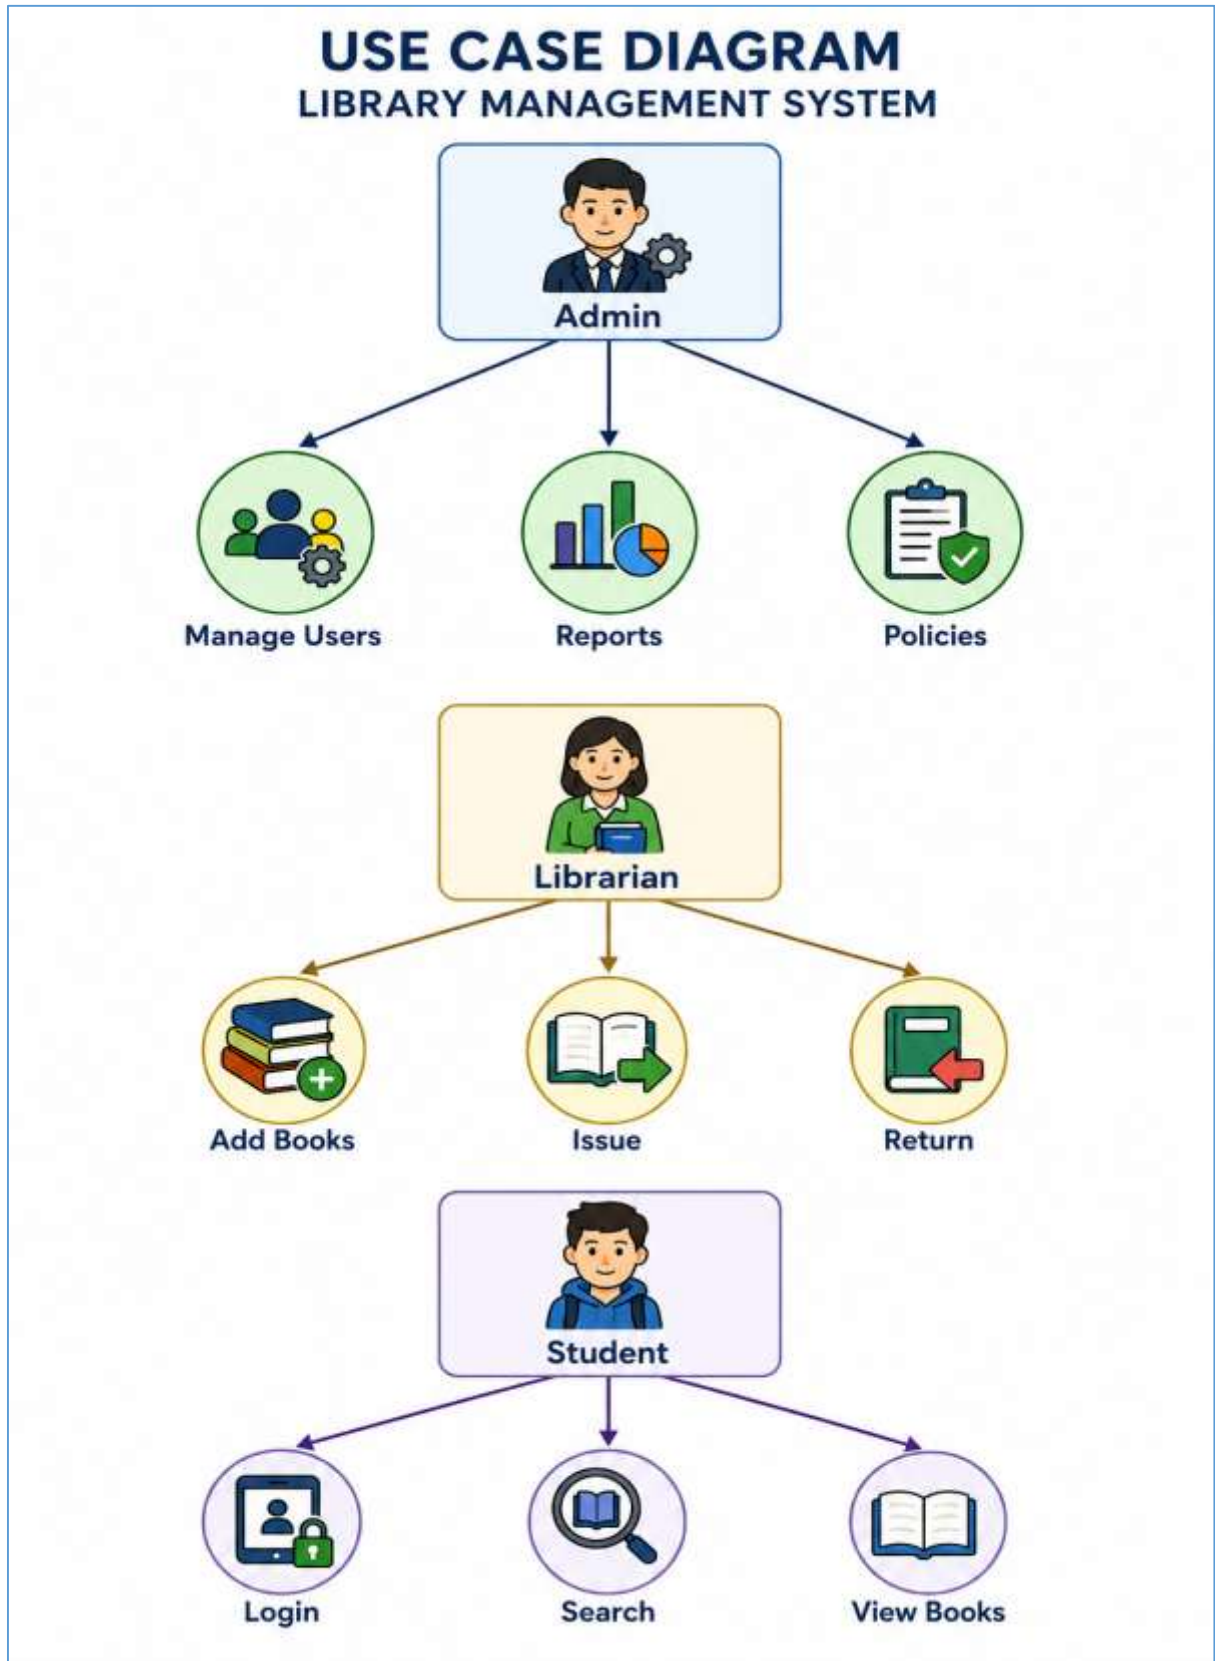 USE CASE DIAGRAM
LIBRARY MANAGEMENT SYSTEM
Admin
Manage Users
Reports
Policies
Librarian
Add Books
Issue
Return
Student
Login
Search
View Books